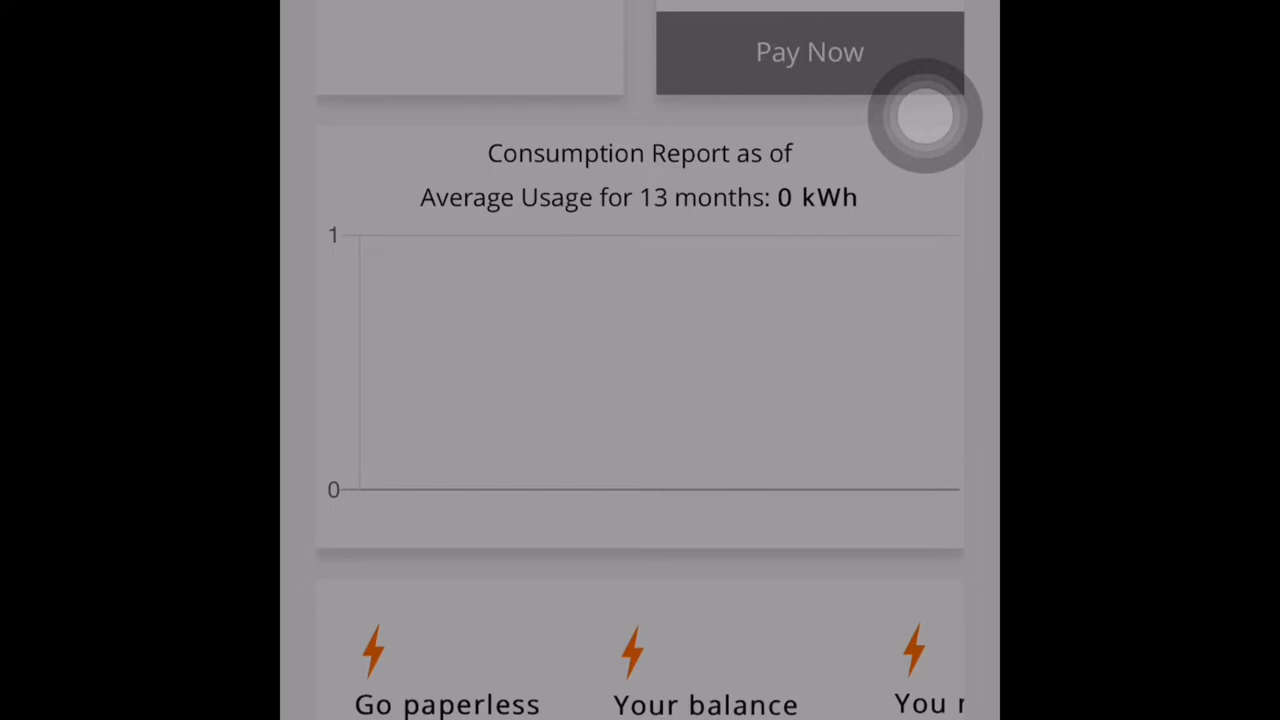 Pay Now
Consumption Report as of
Average Usage for 13 months: 0 kWh
1
0
Go paperless
Your balance
You